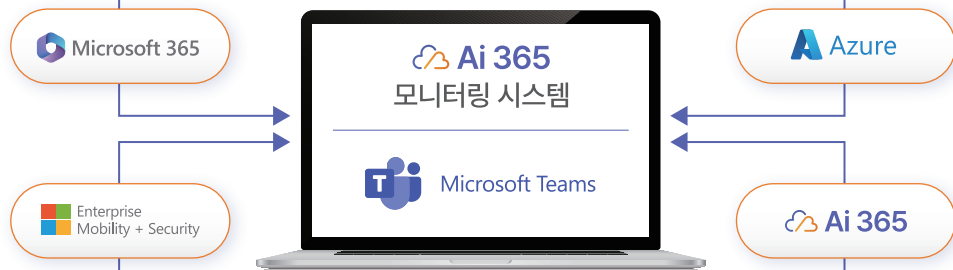 Microsoft 365
Ai 365
모니터링 시스템
Azure
T
Microsoft Teams
Enterprise
Mobility + Security
Ai 365